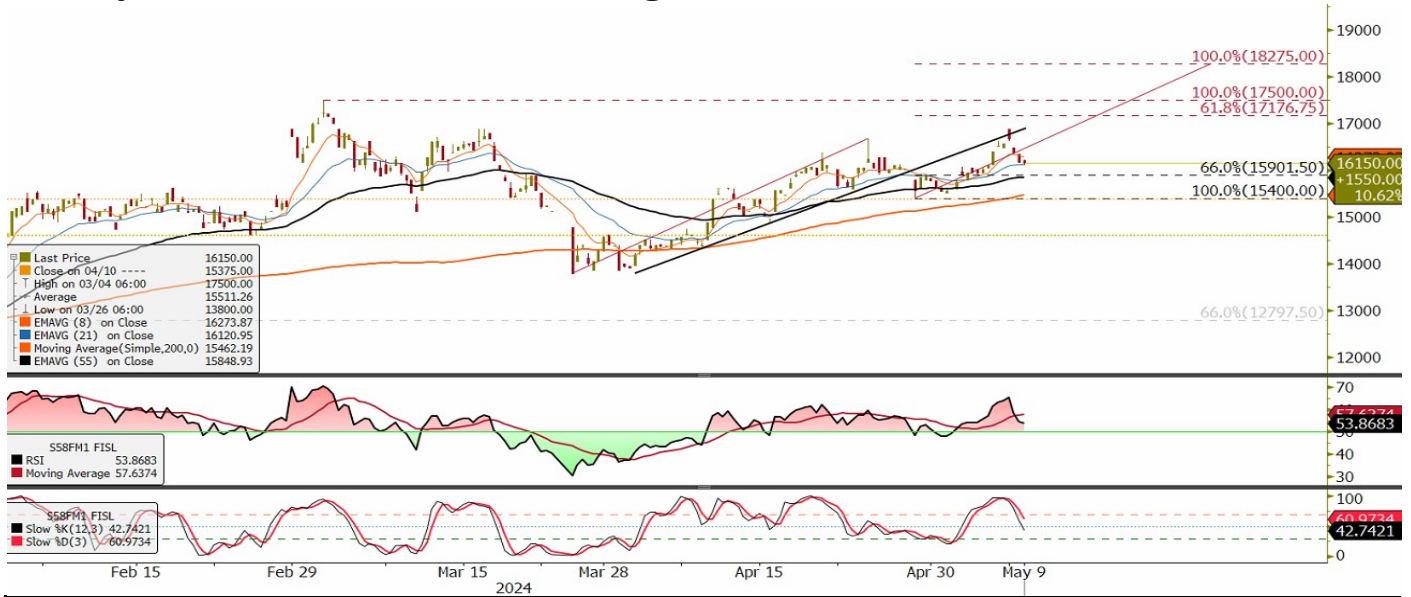 19000
100.0%(18275.00)
18000
100.0%(17500.00)
61.8%(17176.75)
17000
16150.00
66.0%(15901.50)
+1550.00
10.62%
100.0%(15400.00)
15000
14000
13000
66.0%(12797.50)
12000
Last Price 16150.00
Close on 04/10 ---- 15375.00
High on 03/04 06:00 17500.00
Average 15511.26
Low on 03/26 06:00 13800.00
EMAVG (8) on Close 16273.87
EMAVG (21) on Close 16120.95
Moving Average(Simple,200,0) 15462.19
EMAVG (55) on Close 15848.93
70
57.6374
53.8683
40
30
S58FM1 FISL
RSI 53.8683
Moving Average 57.6374
100
60.9734
42.7421
0
S58FM1 FISL
Slow %K(12,3) 42.7421
Slow %D(3) 60.9734
Feb 15
Feb 29
Mar 15
Mar 28
Apr 15
Apr 30
May 9
2024